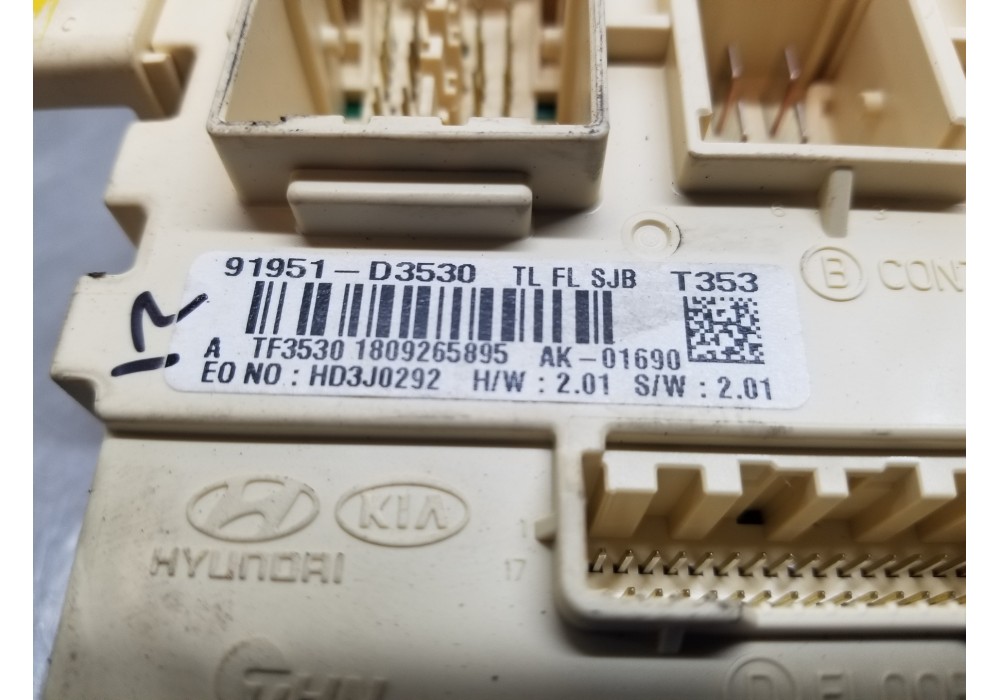 91951-D3530 TL FL SJB T353
A TF3530 1809265895 AK-01690
EO NO : HD3J0292 H/W : 2.01 S/W : 2.01
B
KIA
HYUNDAI
1
17
D